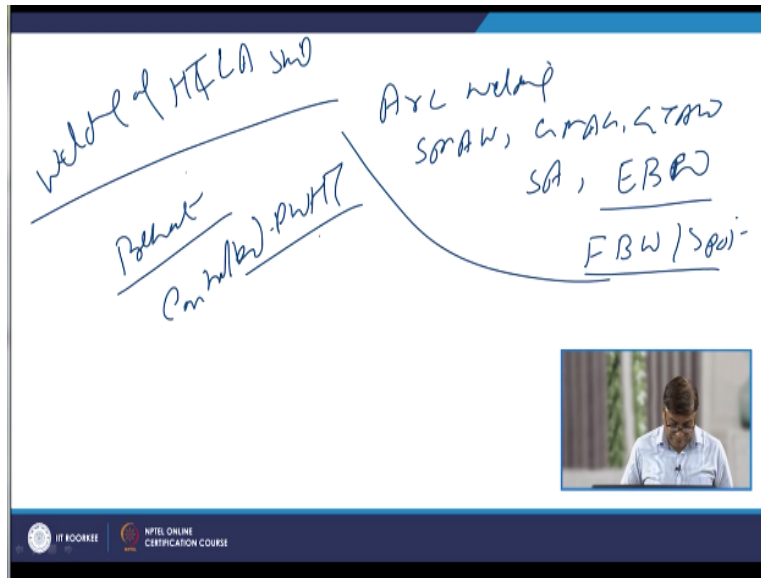 Welding of HSLA steel
Arc welding
SMAW, GMAW, GTAW
SA, EBW
FBW / Spot-
Preheat
Controlled-PWHT
IIT ROORKEE
NPTEL ONLINE
CERTIFICATION COURSE